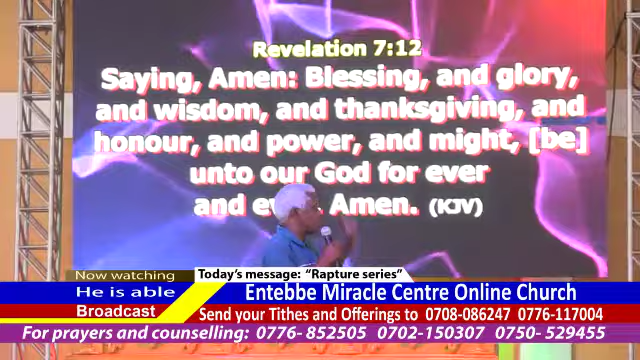 Revelation 7:12
Saying, Amen: Blessing, and glory,
and wisdom, and thanksgiving, and
honour, and power, and might, [be]
unto our God for ever
and Amen. (KJV)
Now watching
Today's message: "Rapture series"
He is able
Entebbe Miracle Centre Online Church
Broadcast
Send your Tithes and Offerings to 0708-086247 0776-117004
For prayers and counselling: 0776- 852505 0702-150307 0750- 529455